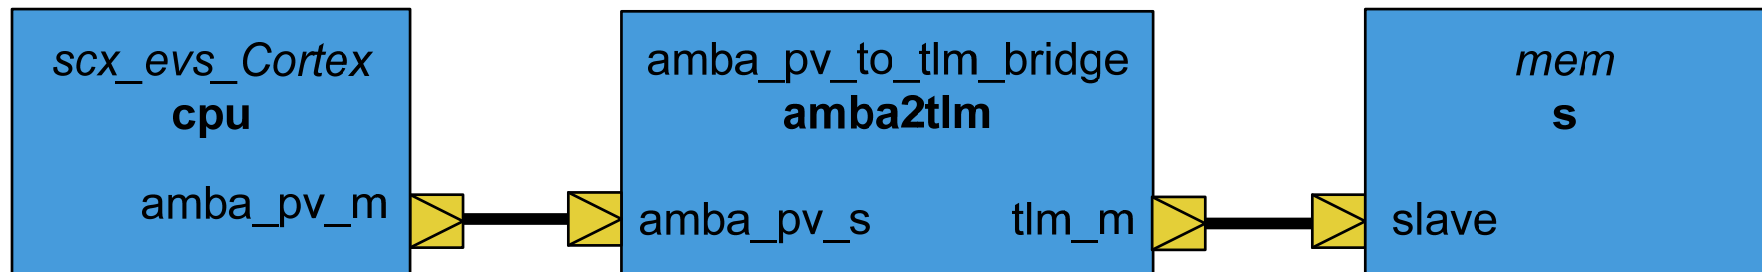 scx_evs_Cortex
cpu
amba_pv_m
amba_pv_to_tlm_bridge
amba2tlm
amba_pv_s
tlm_m
mem
s
slave